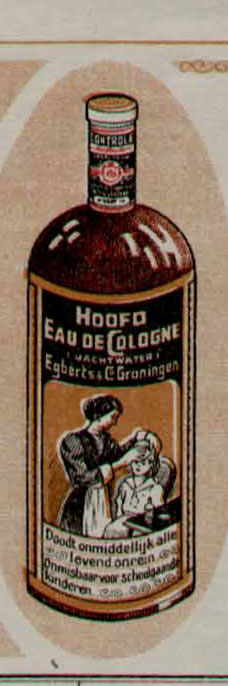 CONTROLE
HOOFD
EAU DE COLOGNE
(JACHTWATER)
Egberts & Co Groningen
Doodt onmiddellijk alle
levend onrein.
Onmisbaar voor schoolgaande
kinderen.